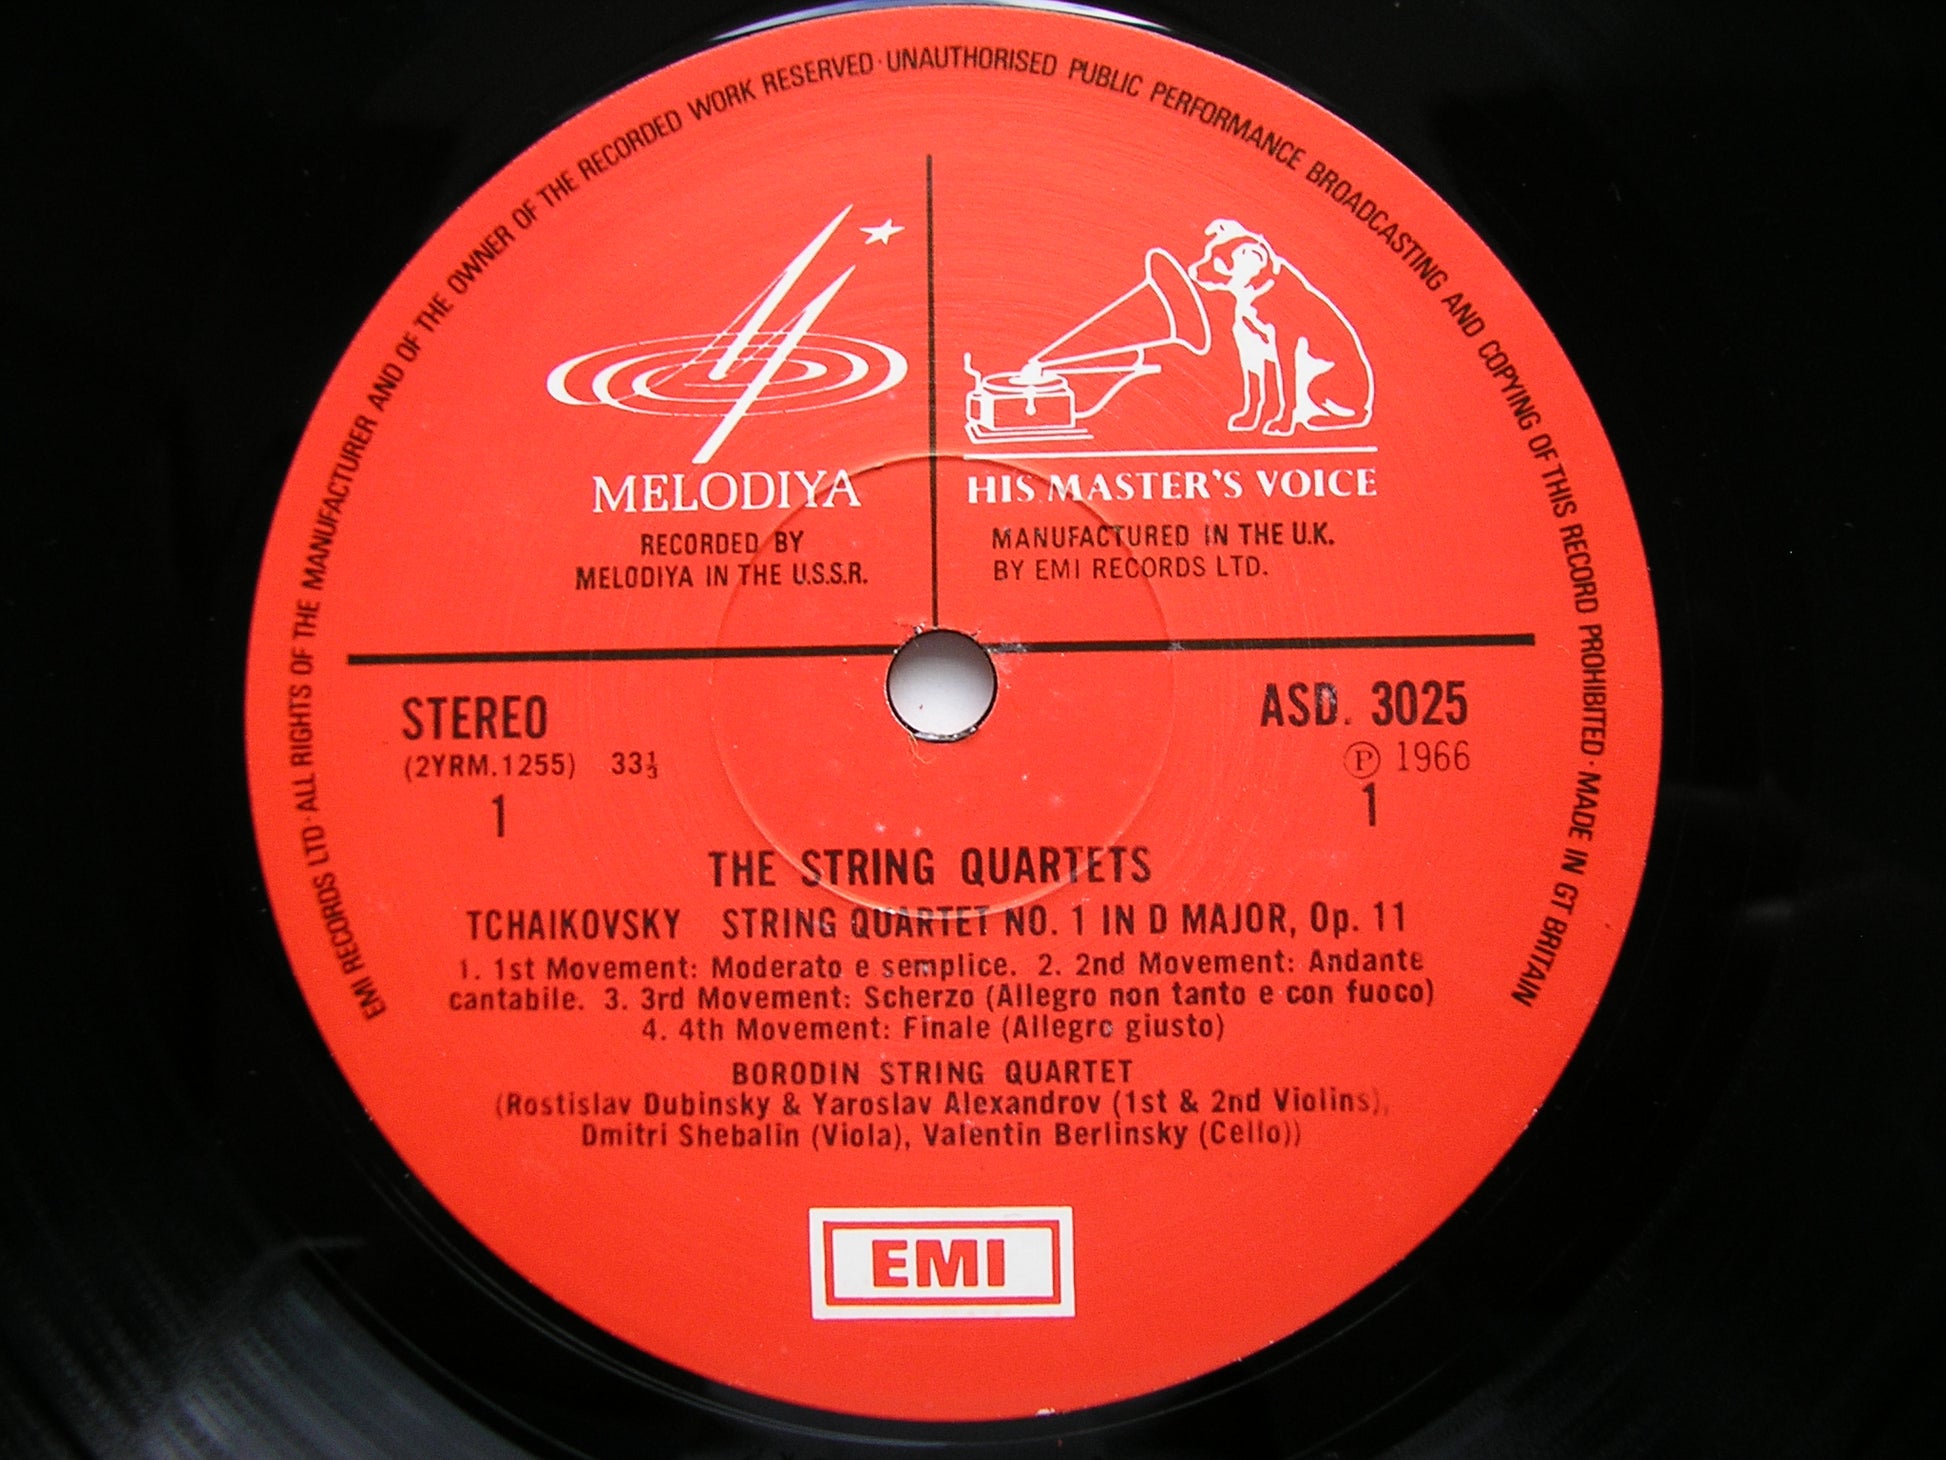 EMI RECORDS LTD · ALL RIGHTS OF THE MANUFACTURER AND OF THE OWNER OF THE RECORDED WORK RESERVED · UNAUTHORISED PUBLIC PERFORMANCE BROADCASTING AND COPYING OF THIS RECORD PROHIBITED · MADE IN GT BRITAIN
MELODIYA
RECORDED BY
MELODIYA IN THE U.S.S.R.
HIS MASTER'S VOICE
MANUFACTURED IN THE U.K.
BY EMI RECORDS LTD.
STEREO
(2YRM.1255) 33⅓
1
ASD. 3025
Ⓟ 1966
1
THE STRING QUARTETS
TCHAIKOVSKY STRING QUARTET NO. 1 IN D MAJOR, Op. 11
1. 1st Movement: Moderato e semplice. 2. 2nd Movement: Andante
cantabile. 3. 3rd Movement: Scherzo (Allegro non tanto e con fuoco)
4. 4th Movement: Finale (Allegro giusto)
BORODIN STRING QUARTET
(Rostislav Dubinsky & Yaroslav Alexandrov (1st & 2nd Violins),
Dmitri Shebalin (Viola), Valentin Berlinsky (Cello))
EMI